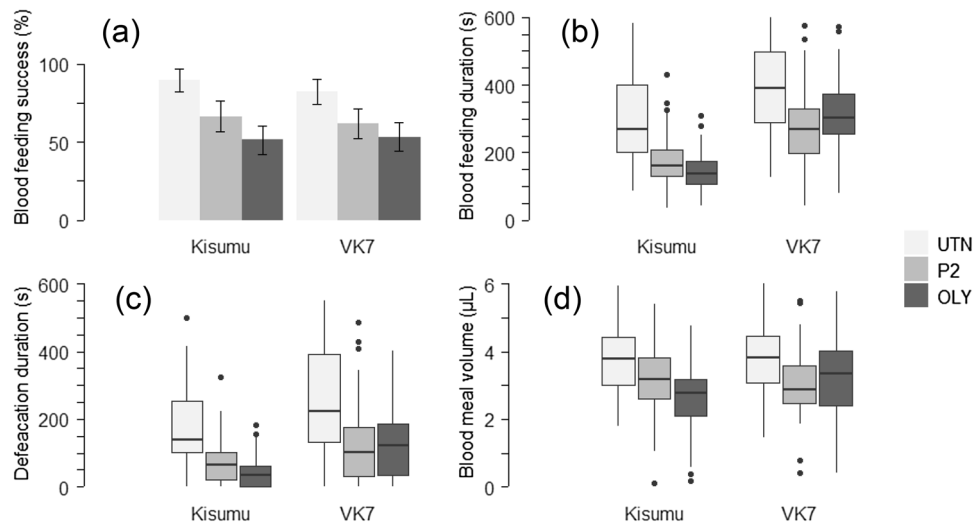 (a)
Blood feeding success (%)
100
50
0
Kisumu VK7
(b)
Blood feeding duration (s)
600
400
200
0
Kisumu VK7
UTN
P2
OLY
(c)
Defeacation duration (s)
600
400
200
0
Kisumu VK7
(d)
Blood meal volume (µL)
6
4
2
0
Kisumu VK7